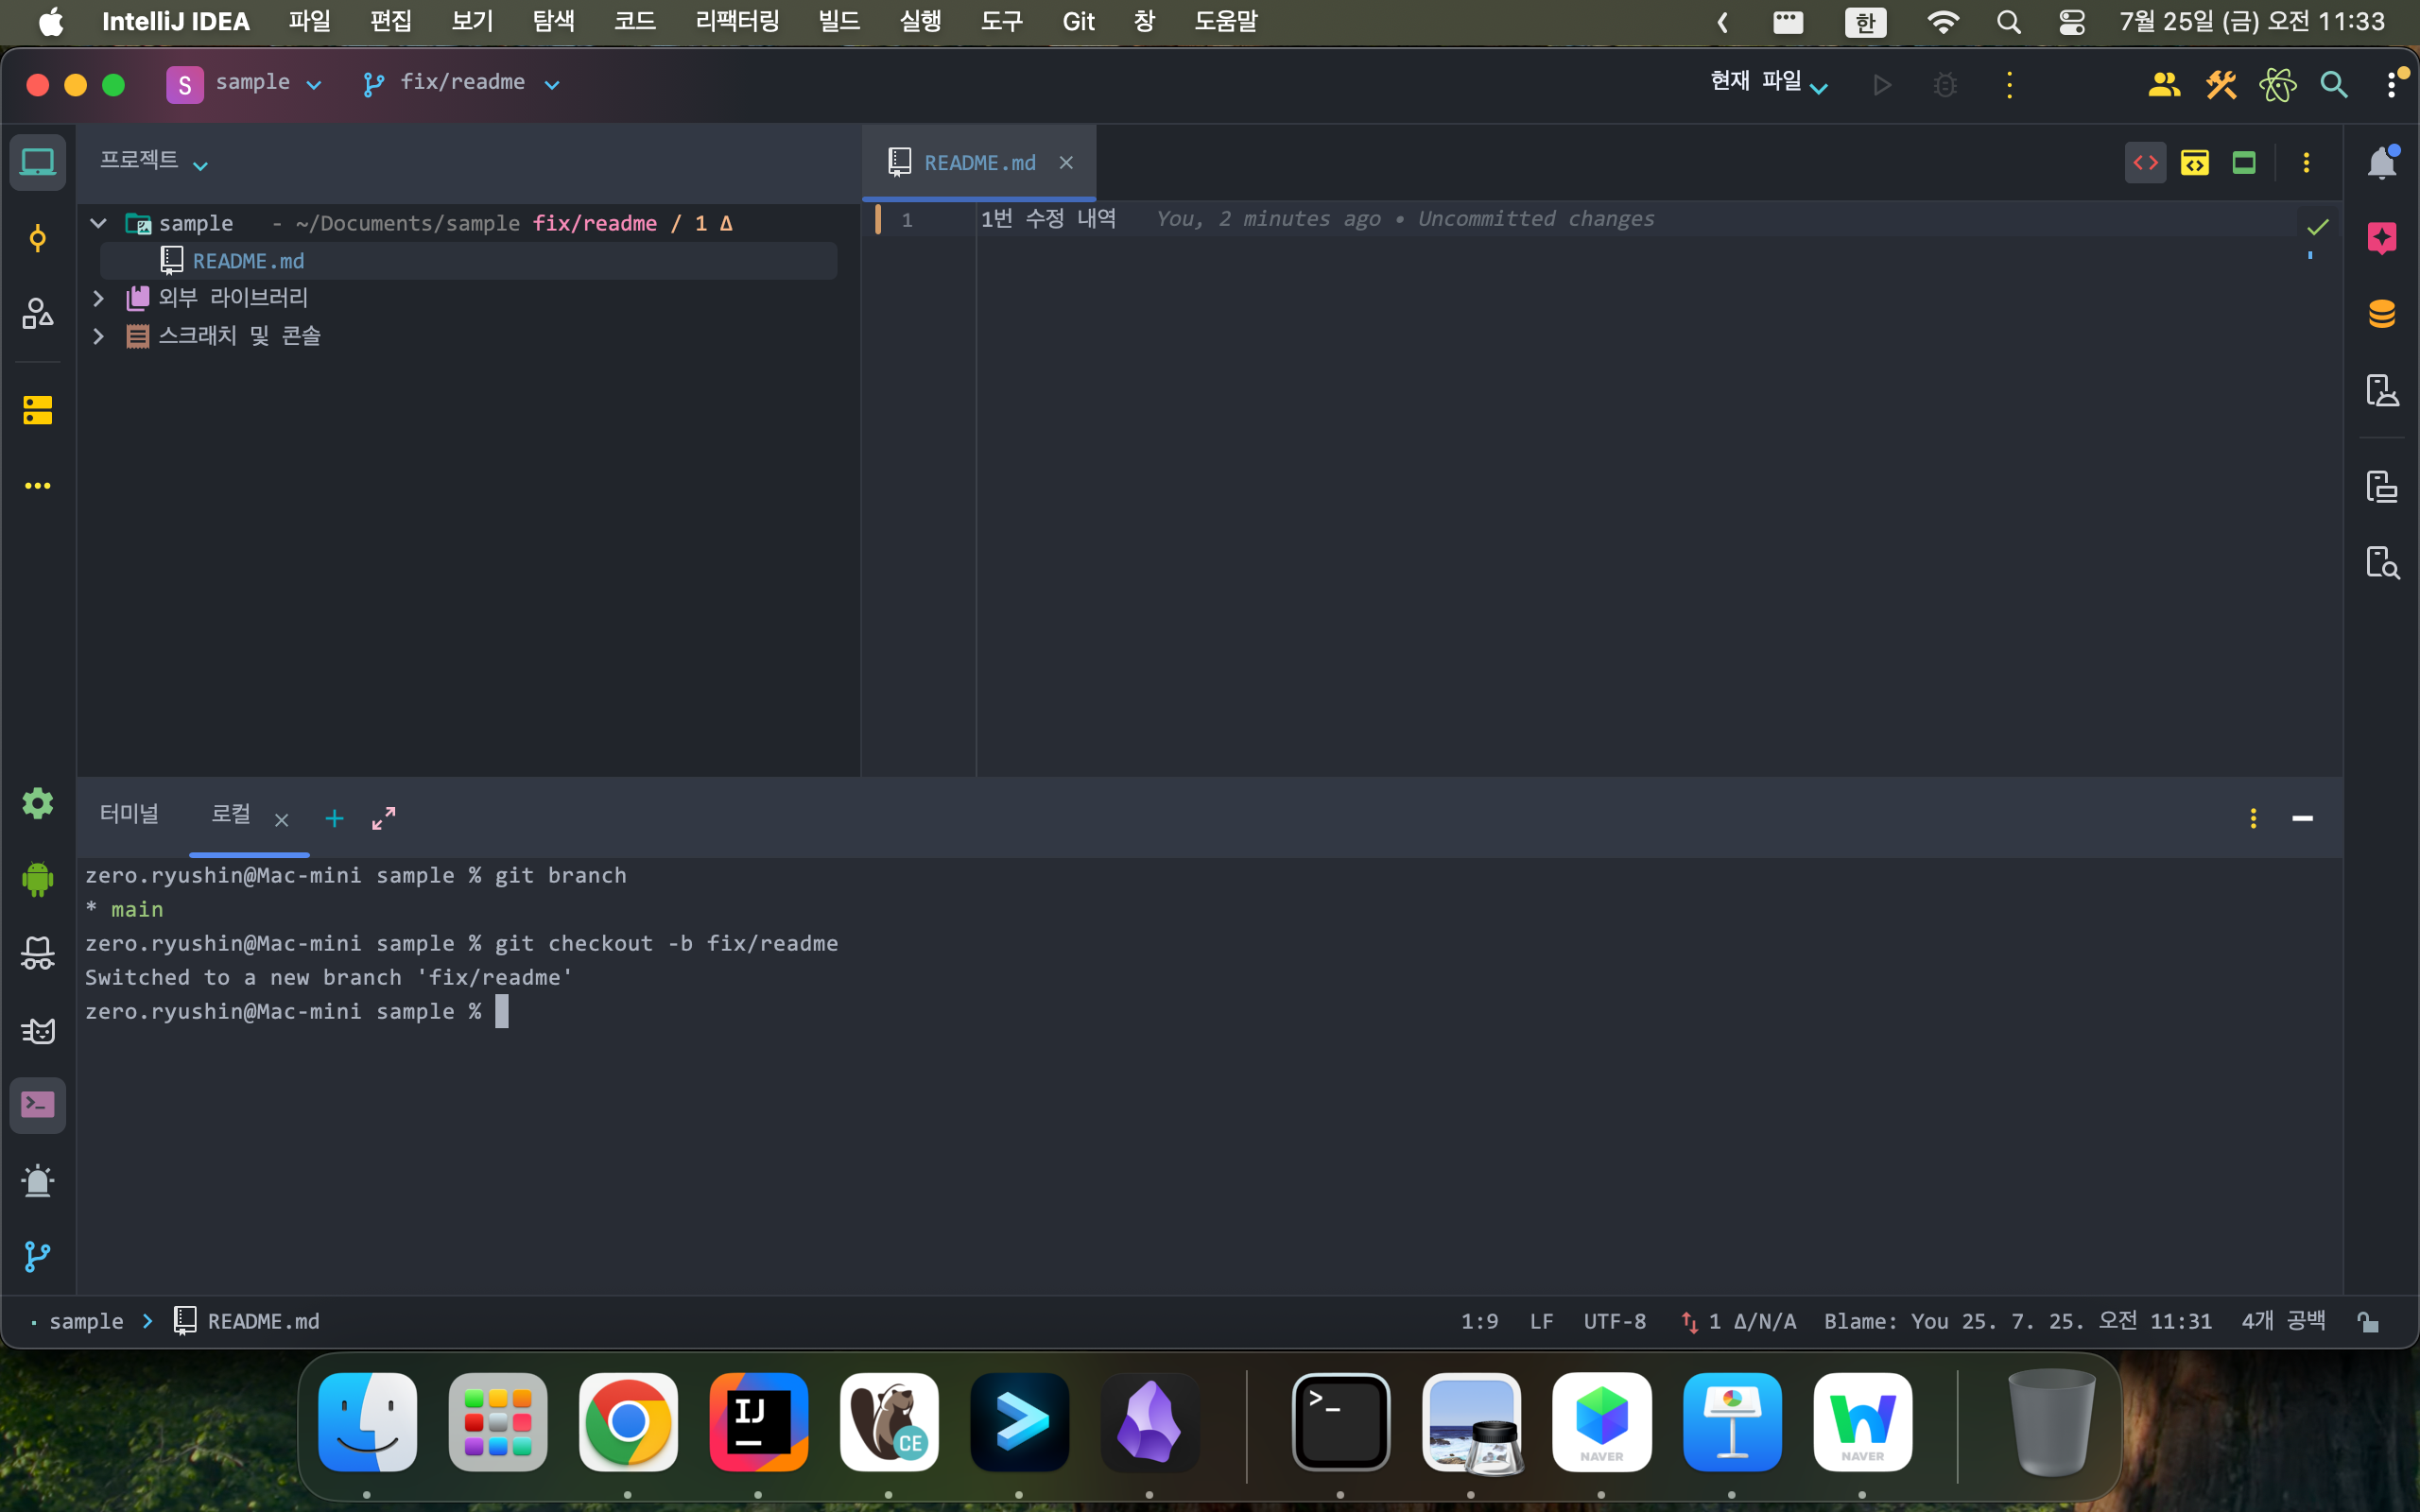 IntelliJ IDEA 파일 편집 보기 탐색 코드 리팩터링 빌드 실행 도구 Git 창 도움말 한 7월 25일 (금) 오전 11:33
S sample fix/readme 현재 파일
프로젝트
README.md
sample - ~/Documents/sample fix/readme / 1 Δ
README.md
외부 라이브러리
스크래치 및 콘솔
1 1번 수정 내역 You, 2 minutes ago • Uncommitted changes
터미널 로컬
zero.ryushin@Mac-mini sample % git branch
* main
zero.ryushin@Mac-mini sample % git checkout -b fix/readme
Switched to a new branch 'fix/readme'
zero.ryushin@Mac-mini sample %
sample README.md 1:9 LF UTF-8 1 Δ/N/A Blame: You 25. 7. 25. 오전 11:31 4개 공백
IJ CE >_ NAVER NAVER